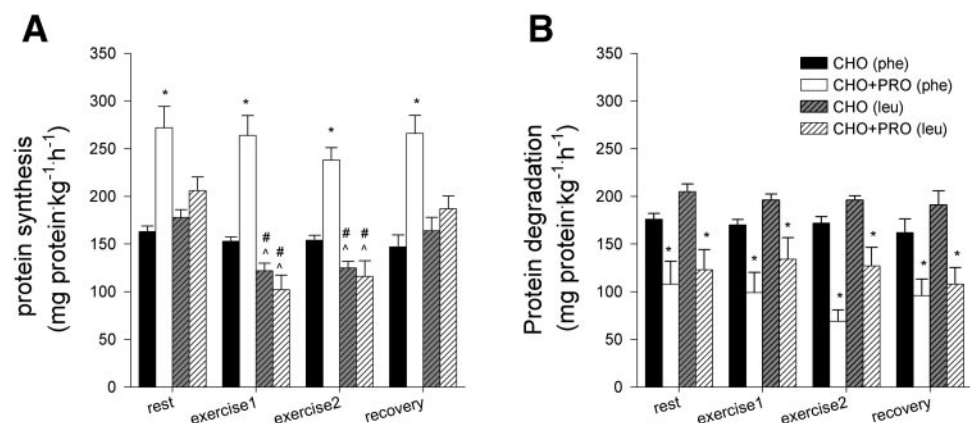 A
protein synthesis
(mg protein·kg⁻¹·h⁻¹)
350
300
250
200
150
100
50
0
*
*
*
*
#
^
#
^
#
^
#
^
rest
exercise1
exercise2
recovery
B
Protein degradation
(mg protein·kg⁻¹·h⁻¹)
350
300
250
200
150
100
50
0
CHO (phe)
CHO+PRO (phe)
CHO (leu)
CHO+PRO (leu)
*
*
*
*
*
*
*
*
rest
exercise1
exercise2
recovery